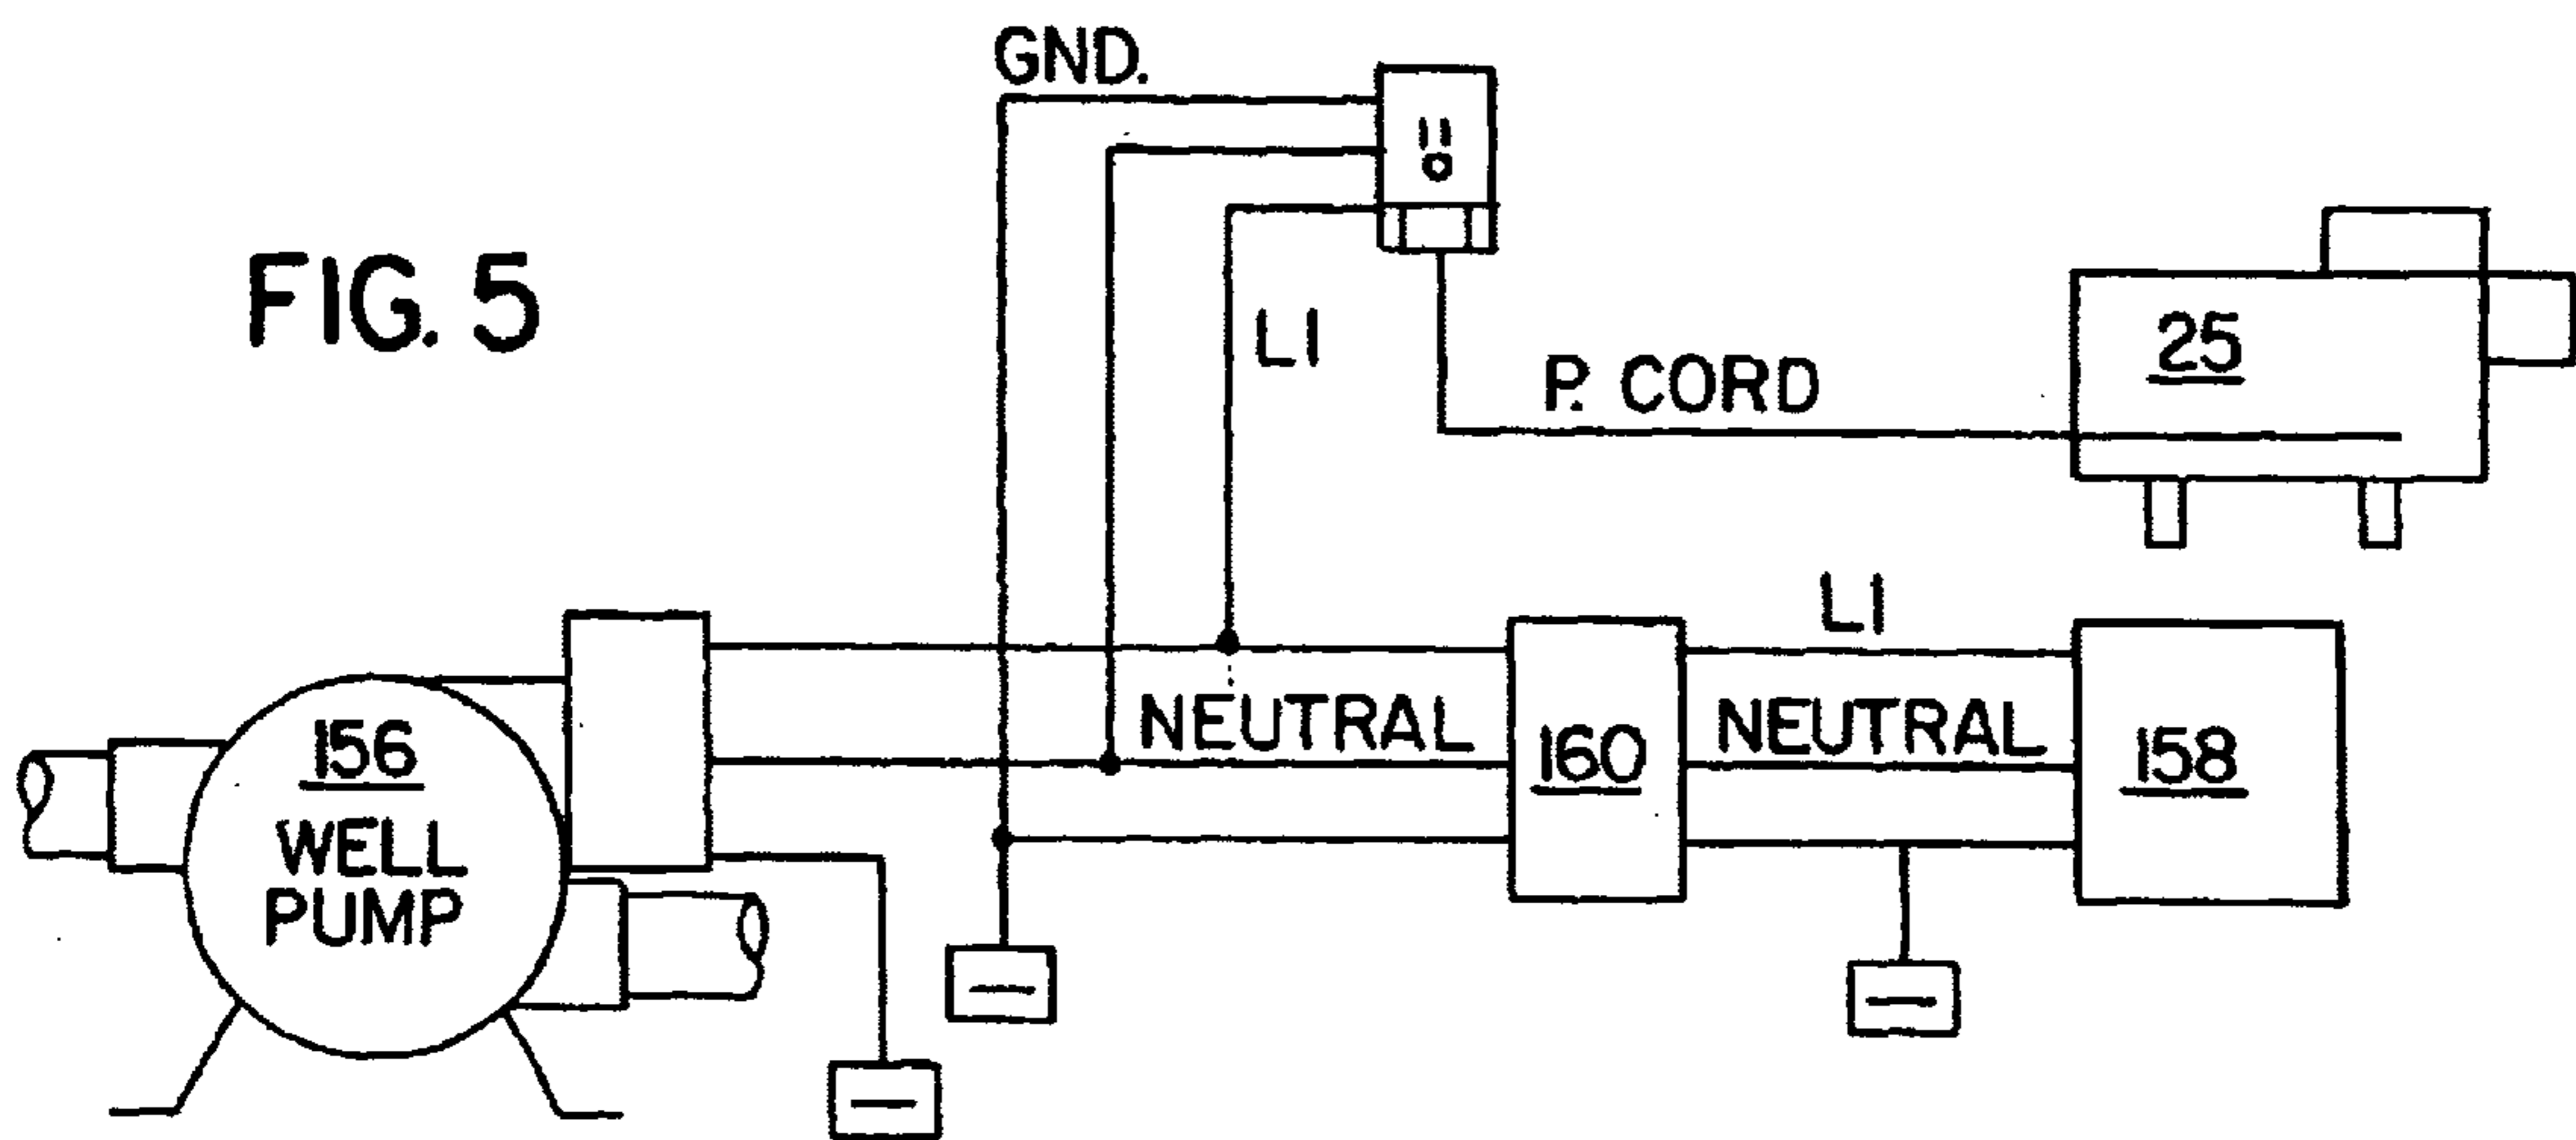 GND.
FIG. 5
L1
25
P. CORD
L1
156
WELL
PUMP
NEUTRAL
160
NEUTRAL
158